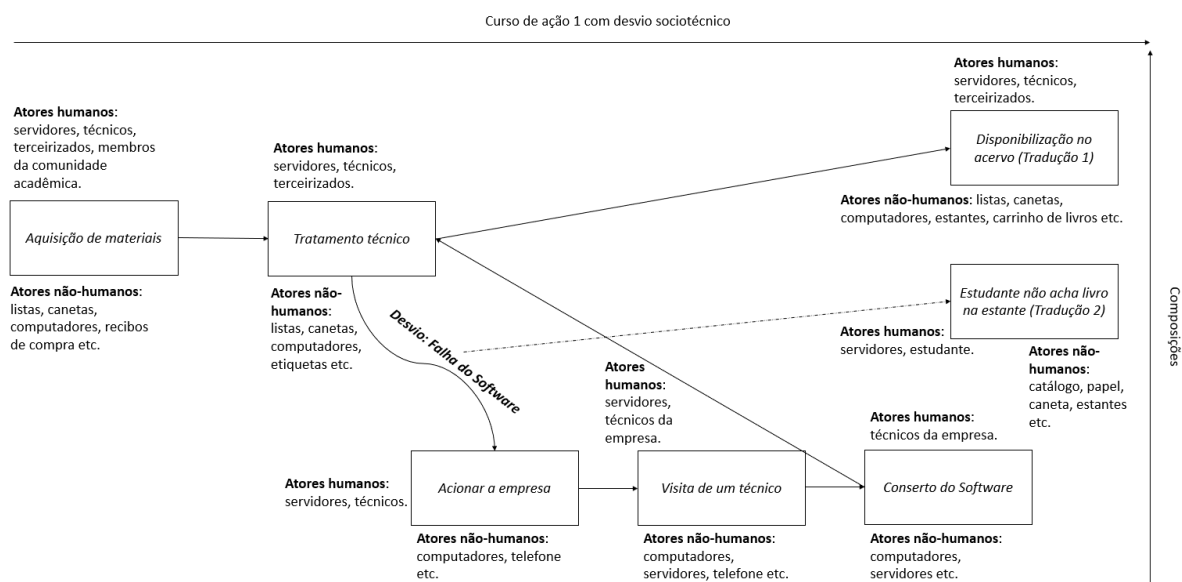 Curso de ação 1 com desvio sociotécnico
Atores humanos:
servidores, técnicos,
terceirizados, membros
da comunidade
acadêmica.
Aquisição de materiais
Atores não-humanos:
listas, canetas,
computadores, recibos
de compra etc.
Atores humanos:
servidores, técnicos,
terceirizados.
Tratamento técnico
Atores não-
humanos:
listas, canetas,
computadores,
etiquetas etc.
Desvio: Falha do Software
Atores humanos:
servidores, técnicos,
terceirizados.
Disponibilização no
acervo (Tradução 1)
Atores não-humanos: listas, canetas,
computadores, estantes, carrinho de livros etc.
Estudante não acha livro
na estante (Tradução 2)
Atores humanos:
servidores, estudante.
Atores não-
humanos:
catálogo, papel,
caneta, estantes
etc.
Composições
Atores humanos:
servidores, técnicos.
Acionar a empresa
Atores não-humanos:
computadores, telefone
etc.
Atores
humanos:
servidores,
técnicos da
empresa.
Visita de um técnico
Atores não-humanos:
computadores,
servidores, telefone etc.
Atores humanos:
técnicos da empresa.
Conserto do Software
Atores não-humanos:
computadores,
servidores etc.